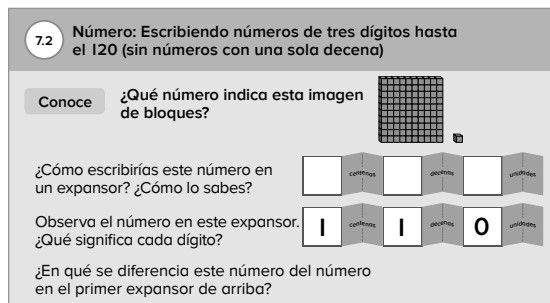 7.2
Número: Escribiendo números de tres dígitos hasta
el 120 (sin números con una sola decena)
Conoce
¿Qué número indica esta imagen
de bloques?
¿Cómo escribirías este número en
un expansor? ¿Cómo lo sabes?
centenas decenas unidades
Observa el número en este expansor.
¿Qué significa cada dígito?
1 centenas 1 decenas 0 unidades
¿En qué se diferencia este número del número
en el primer expansor de arriba?